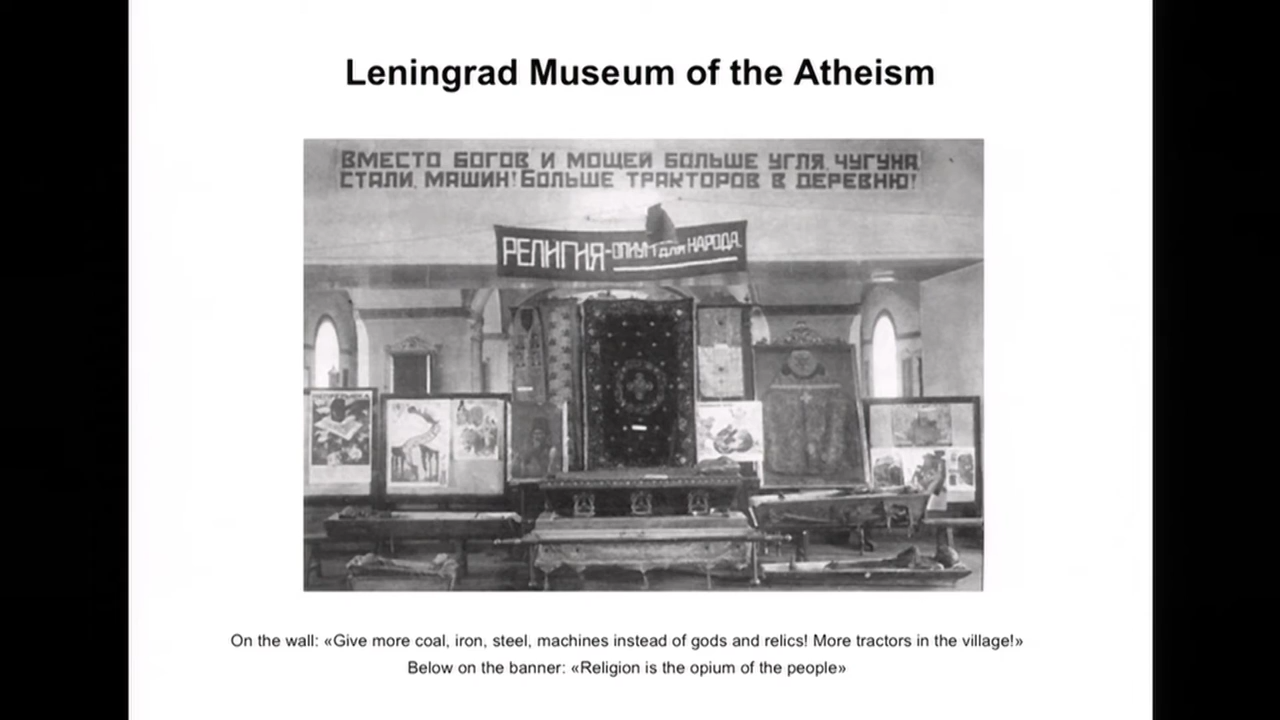 Leningrad Museum of the Atheism
ВМЕСТО БОГОВ И МОЩЕЙ БОЛЬШЕ УГЛЯ, ЧУГУНА,
СТАЛИ, МАШИН! БОЛЬШЕ ТРАКТОРОВ В ДЕРЕВНЮ!
РЕЛИГИЯ-ОПИУМ ДЛЯ НАРОДА.
On the wall: «Give more coal, iron, steel, machines instead of gods and relics! More tractors in the village!»
Below on the banner: «Religion is the opium of the people»